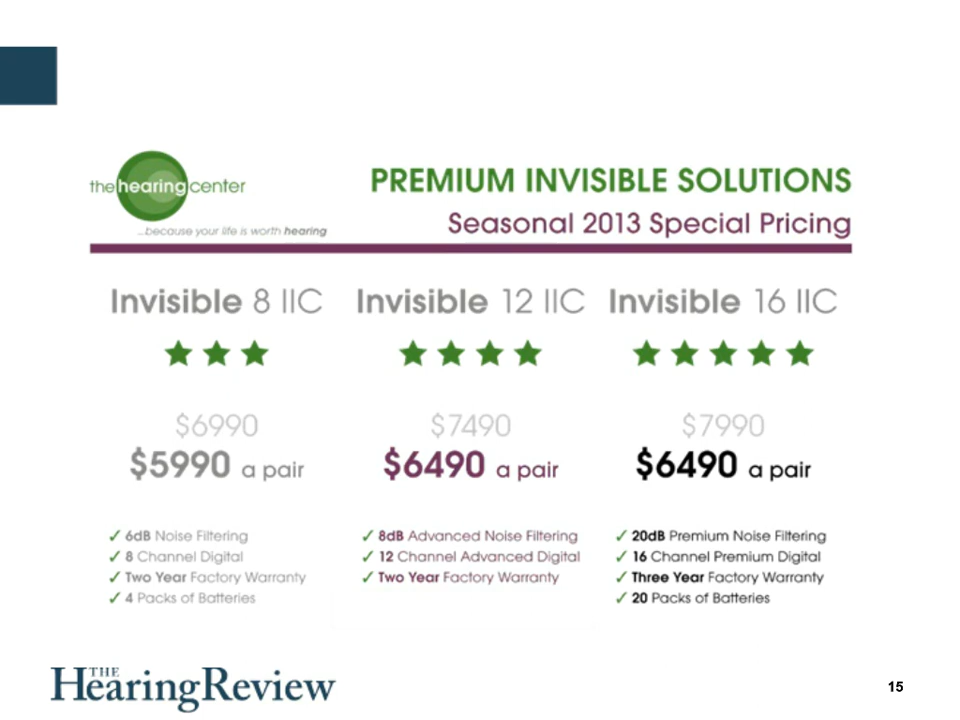 thehearingcenter
...because your life is worth hearing
PREMIUM INVISIBLE SOLUTIONS
Seasonal 2013 Special Pricing
Invisible 8 IIC
$6990
$5990 a pair
✓ 6dB Noise Filtering
✓ 8 Channel Digital
✓ Two Year Factory Warranty
✓ 4 Packs of Batteries
Invisible 12 IIC
$7490
$6490 a pair
✓ 8dB Advanced Noise Filtering
✓ 12 Channel Advanced Digital
✓ Two Year Factory Warranty
Invisible 16 IIC
$7990
$6490 a pair
✓ 20dB Premium Noise Filtering
✓ 16 Channel Premium Digital
✓ Three Year Factory Warranty
✓ 20 Packs of Batteries
THE HearingReview
15